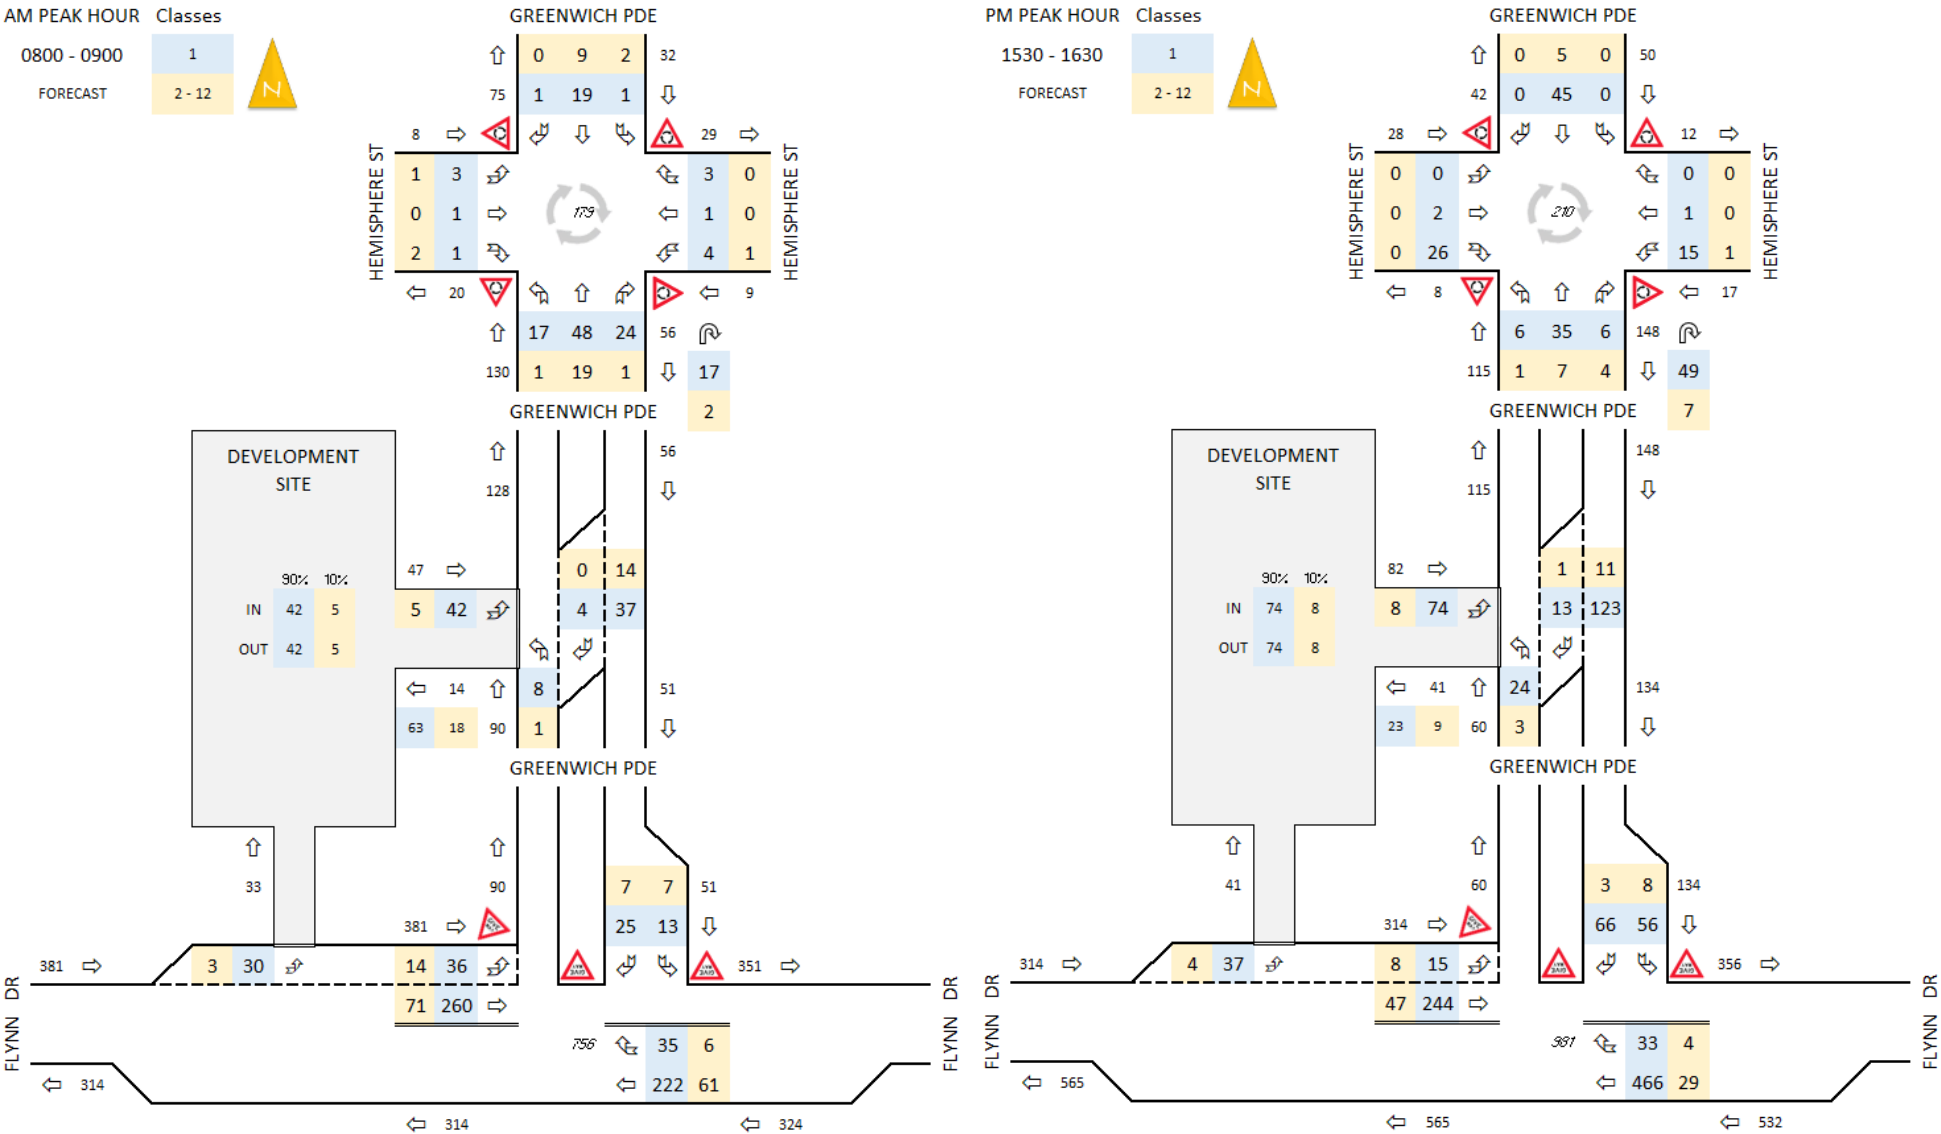 AM PEAK HOUR Classes
0800 - 0900 1
FORECAST 2 - 12
N
GREENWICH PDE
0 9 2 32
75 1 19 1
8 29
HEMISPHERE ST
1 3 3 0
0 1 179 1 0
2 1 4 1
HEMISPHERE ST
20 9
17 48 24 56
130 1 19 1 17
2
GREENWICH PDE
DEVELOPMENT
SITE
56
128
47 0 14
90% 10%
IN 42 5 5 42 4 37
OUT 42 5
14 8 51
63 18 90 1
GREENWICH PDE
33 90 7 7 51
381 25 13
381 3 30 14 36 351
71 260
FLYNN DR
FLYNN DR
756 35 6
314 222 61
314 324
PM PEAK HOUR Classes
1530 - 1630 1
FORECAST 2 - 12
N
GREENWICH PDE
0 5 0 50
42 0 45 0
28 12
HEMISPHERE ST
0 0 0 0
0 2 210 1 0
0 26 15 1
HEMISPHERE ST
8 17
6 35 6 148
115 1 7 4 49
7
GREENWICH PDE
DEVELOPMENT
SITE
148
115
82 1 11
90% 10%
IN 74 8 8 74 13 123
OUT 74 8
41 24 134
23 9 60 3
GREENWICH PDE
41 60 3 8 134
314 66 56
314 4 37 8 15 356
47 244
FLYNN DR
FLYNN DR
981 33 4
565 466 29
565 532